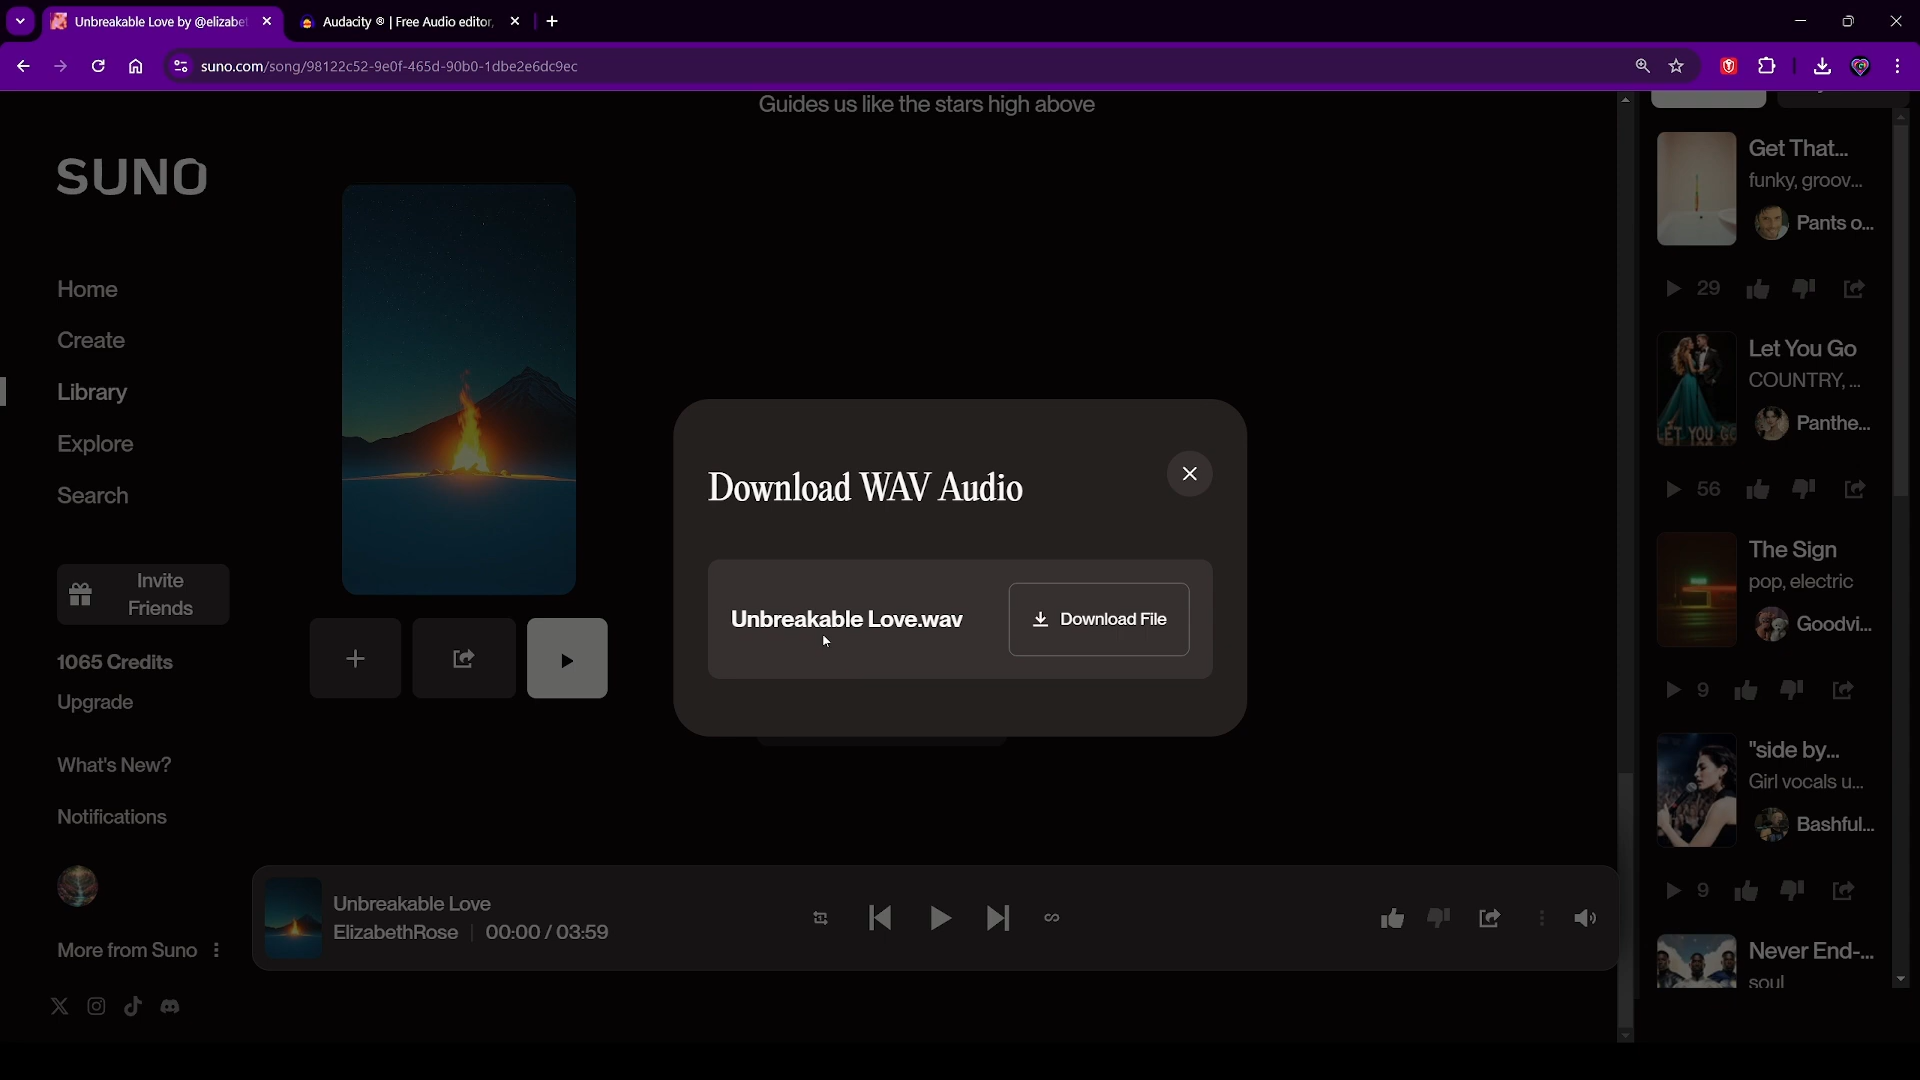 Unbreakable Love by @elizabe
Audacity ® | Free Audio editor,
suno.com/song/98122c52-9e0f-465d-90b0-1dbe2e6dc9ec
Guides us like the stars high above
SUNO
Home
Create
Library
Explore
Search
Invite
Friends
1065 Credits
Upgrade
What's New?
Notifications
More from Suno
Download WAV Audio
Unbreakable Love.wav
Download File
Unbreakable Love
ElizabethRose
00:00 / 03:59
Get That...
funky, groov...
Pants o...
29
Let You Go
COUNTRY, ...
Panthe...
LET YOU GO
56
The Sign
pop, electric
Goodvi...
9
"side by...
Girl vocals u...
Bashful...
9
Never End-...
soul